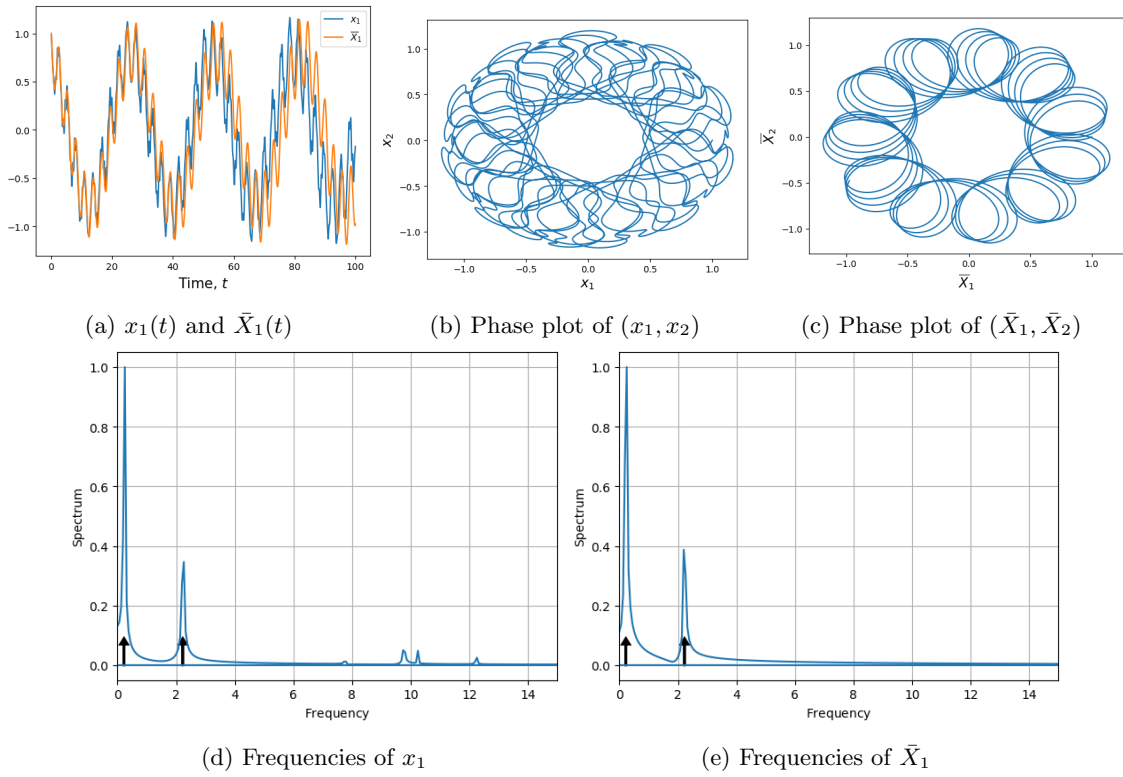 1.0
0.5
0.0
−0.5
−1.0
0 20 40 60 80 100
Time, t
x₁
X̄₁
1.0
0.5
0.0
−0.5
−1.0
x₂
−1.0 −0.5 0.0 0.5 1.0
x₁
1.0
0.5
0.0
−0.5
−1.0
X̄₂
−1.0 −0.5 0.0 0.5 1.0
X̄₁
(a) x₁(t) and X̄₁(t)
(b) Phase plot of (x₁, x₂)
(c) Phase plot of (X̄₁, X̄₂)
1.0
0.8
0.6
0.4
0.2
0.0
Spectrum
0 2 4 6 8 10 12 14
Frequency
1.0
0.8
0.6
0.4
0.2
0.0
Spectrum
0 2 4 6 8 10 12 14
Frequency
(d) Frequencies of x₁
(e) Frequencies of X̄₁